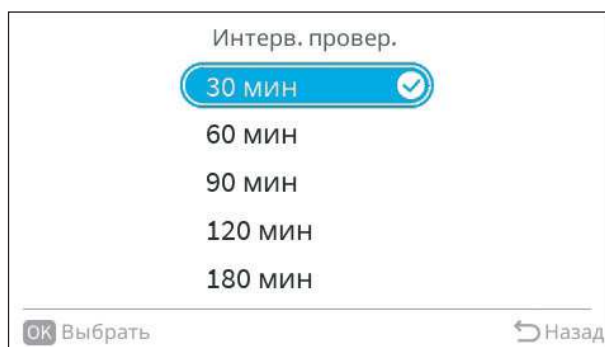 Интерв. провер.
30 мин
60 мин
90 мин
120 мин
180 мин
OK Выбрать
Назад